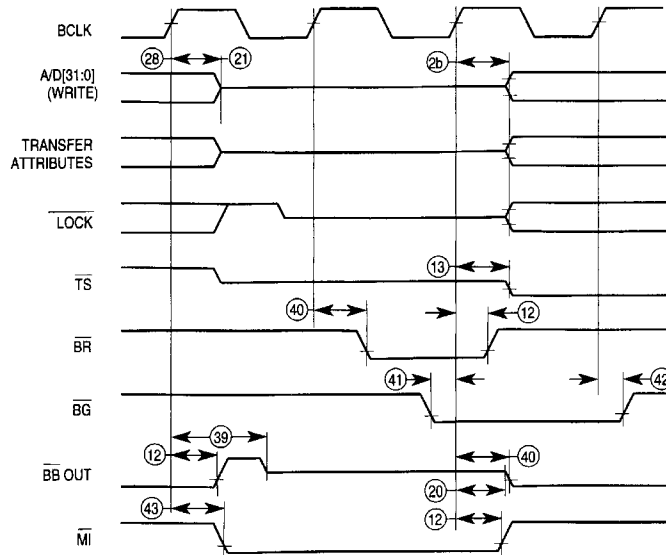 BCLK
28 21 2b
A/D[31:0]
(WRITE)
TRANSFER
ATTRIBUTES
LOCK
13
TS
40 12
BR
41 42
BG
39
12 40
BB OUT
20
43 12
MI